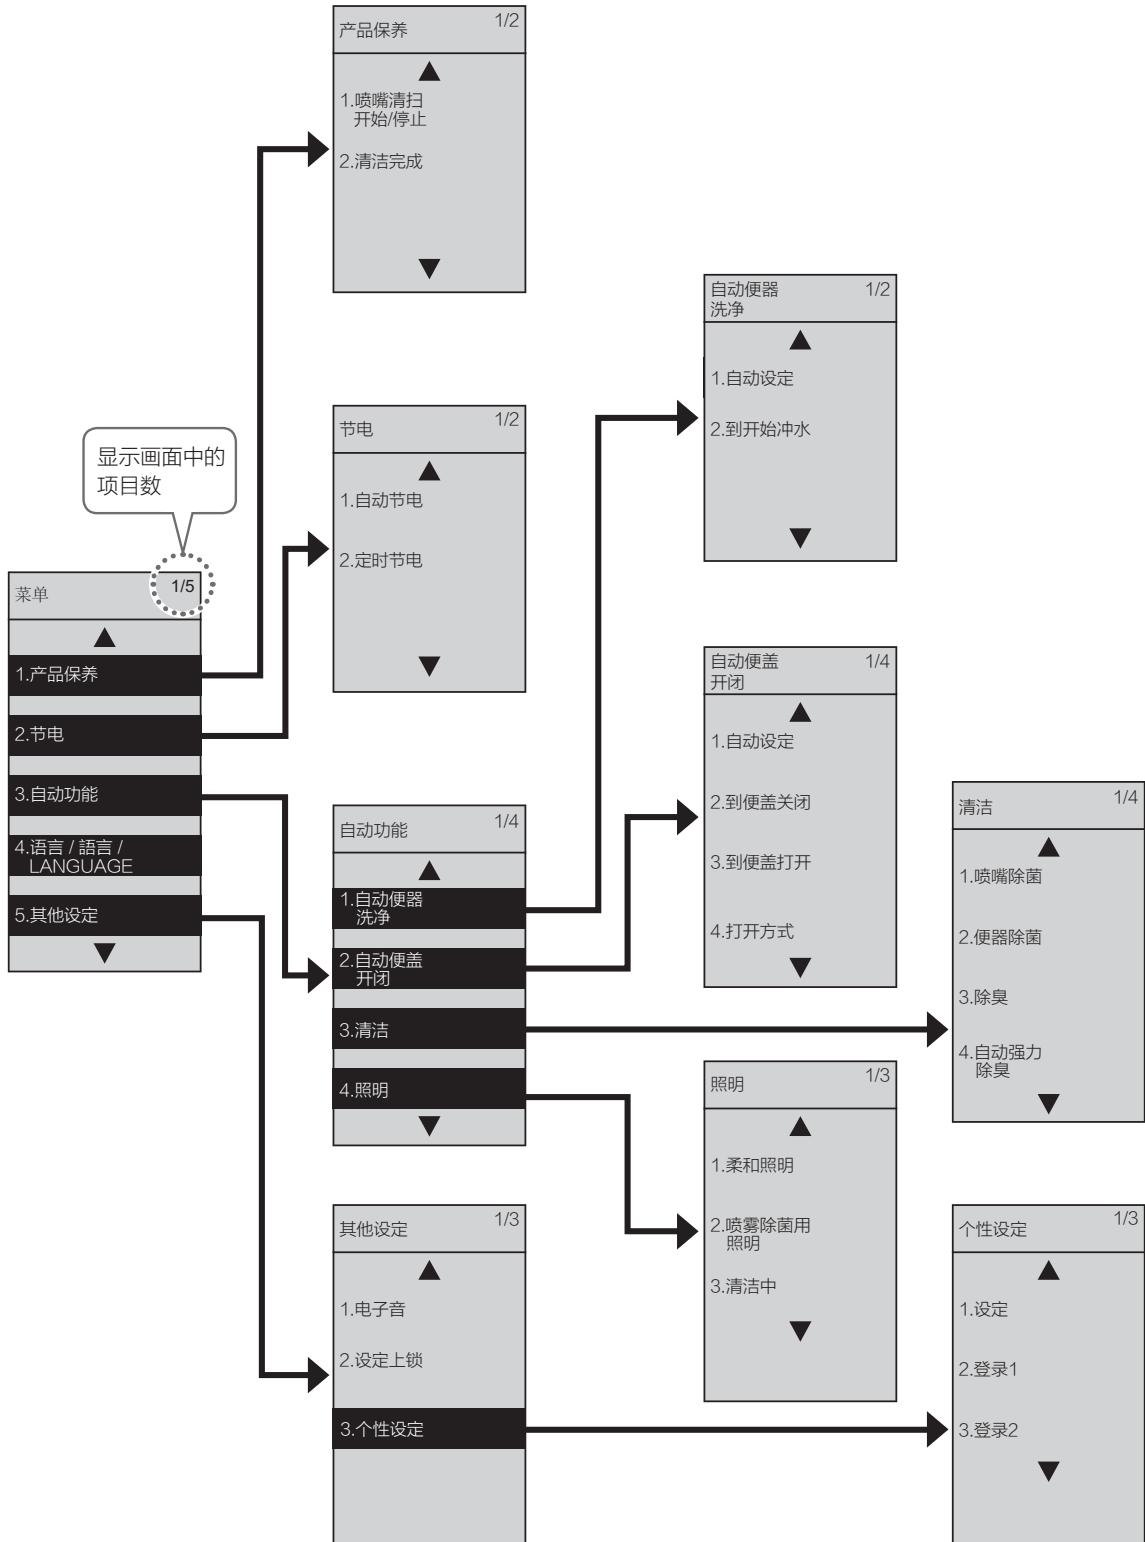 产品保养 1/2
1.喷嘴清扫
开始/停止
2.清洁完成
自动便器 1/2
洗净
1.自动设定
2.到开始冲水
节电 1/2
1.自动节电
2.定时节电
显示画面中的
项目数
菜单 1/5
1.产品保养
2.节电
3.自动功能
4.语言 / 語言 /
LANGUAGE
5.其他设定
自动便盖 1/4
开闭
1.自动设定
2.到便盖关闭
3.到便盖打开
4.打开方式
自动功能 1/4
1.自动便器
洗净
2.自动便盖
开闭
3.清洁
4.照明
清洁 1/4
1.喷嘴除菌
2.便器除菌
3.除臭
4.自动强力
除臭
照明 1/3
1.柔和照明
2.喷雾除菌用
照明
3.清洁中
其他设定 1/3
1.电子音
2.设定上锁
3.个性设定
个性设定 1/3
1.设定
2.登录1
3.登录2